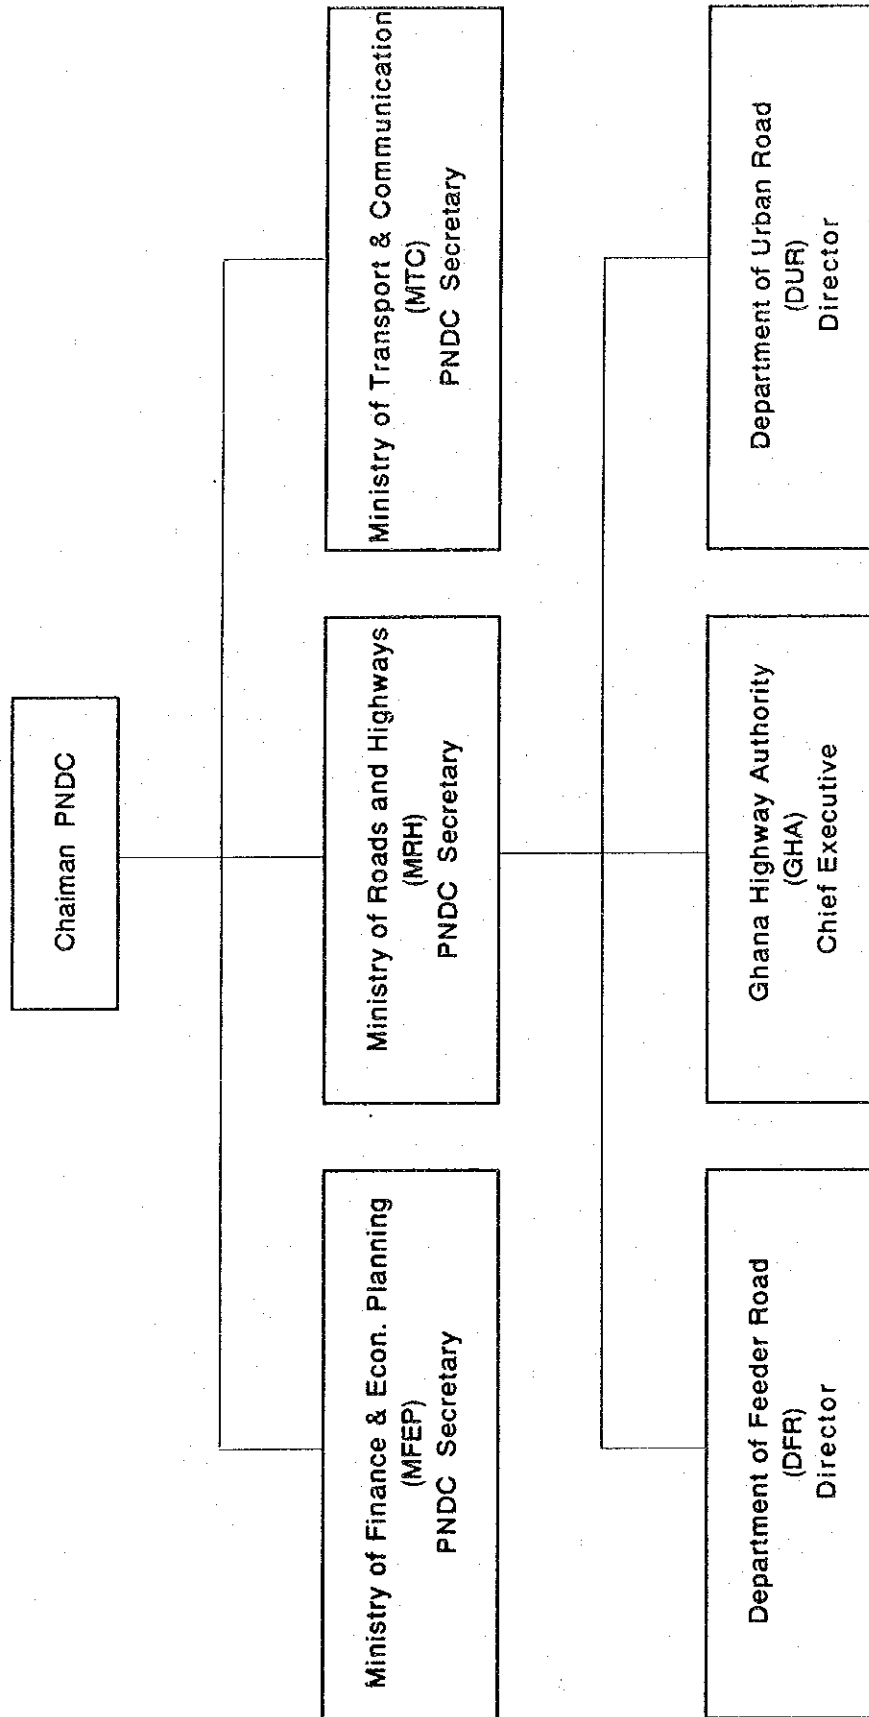 Chaiman PNDC
Ministry of Finance & Econ. Planning
(MFEP)
PNDC Secretary
Ministry of Roads and Highways
(MRH)
PNDC Secretary
Ministry of Transport & Communication
(MTC)
PNDC Secretary
Department of Feeder Road
(DFR)
Director
Ghana Highway Authority
(GHA)
Chief Executive
Department of Urban Road
(DUR)
Director